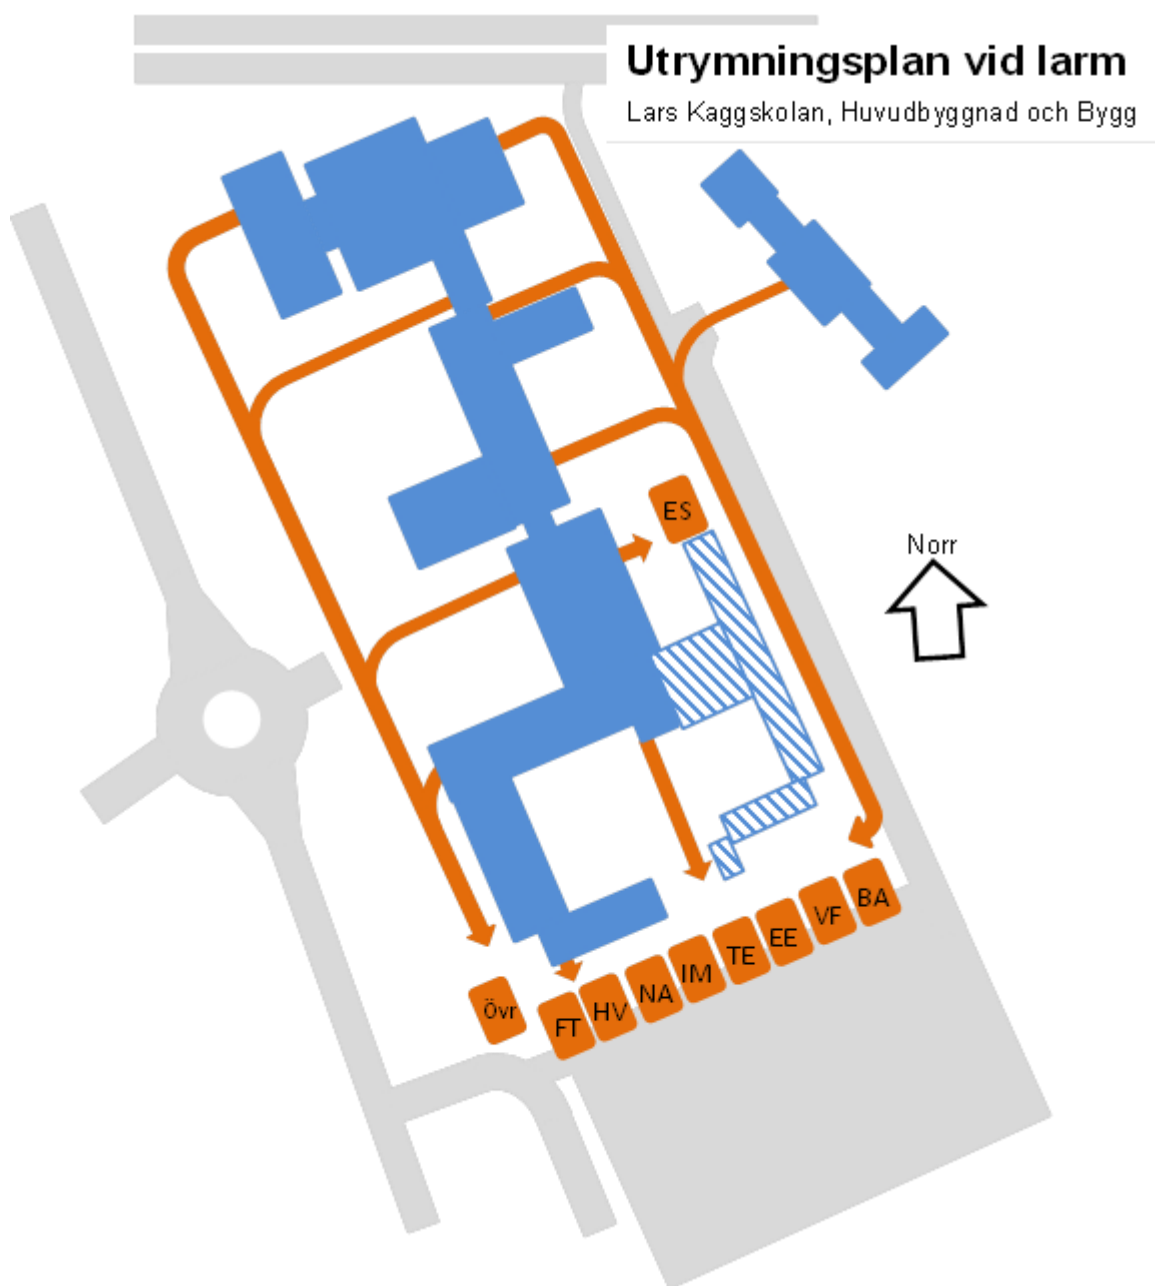 Utrymningsplan vid larm
Lars Kaggskolan, Huvudbyggnad och Bygg
ES
Norr
BA
VF
EE
TE
IM
NA
HV
FT
Övr